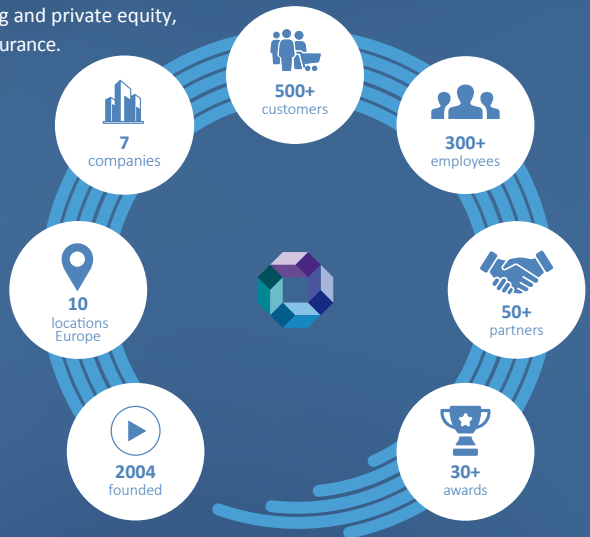 g and private equity,
urance.
500+
customers
7
companies
300+
employees
10
locations
Europe
50+
partners
2004
founded
30+
awards